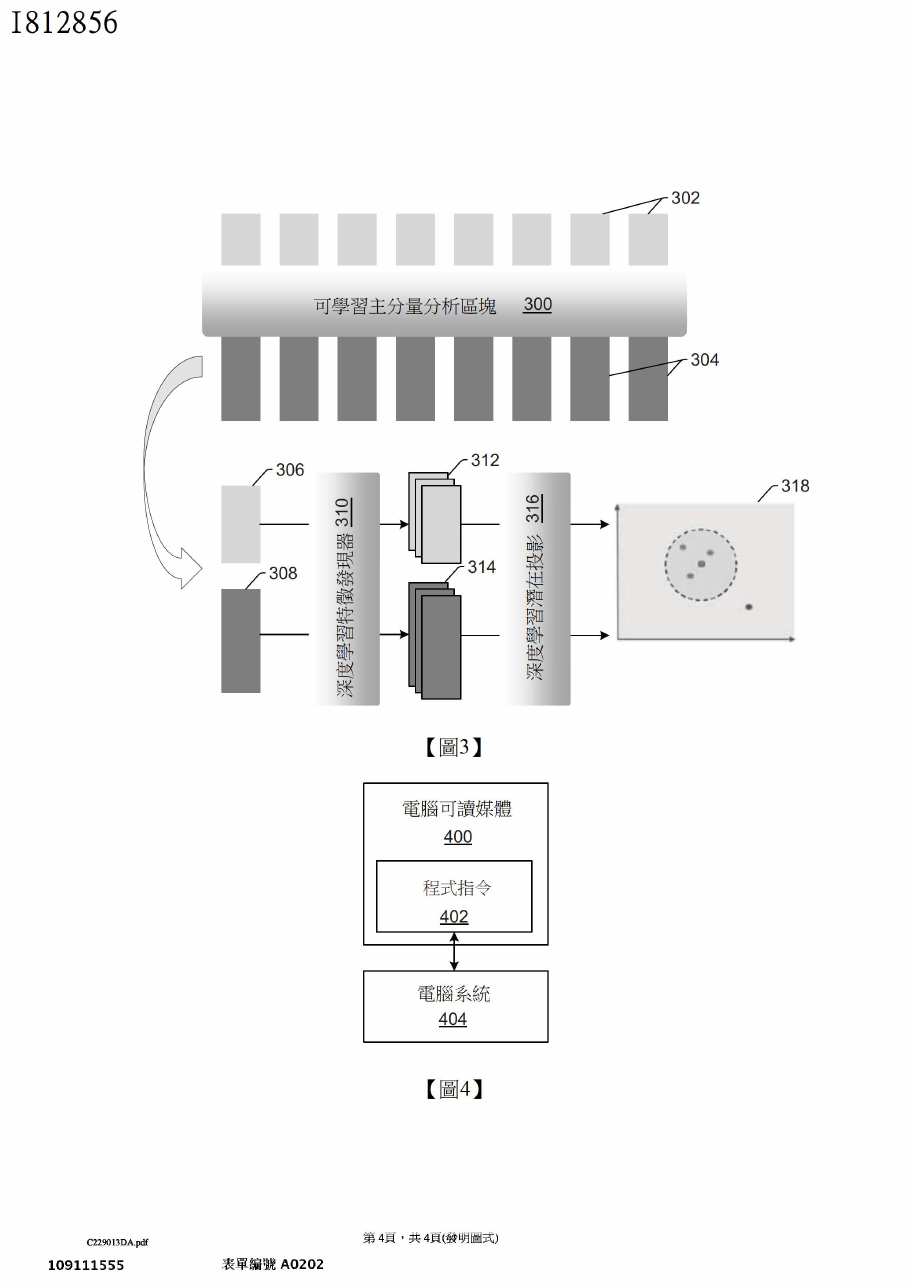 I812856
302
可學習主分量分析區塊 300
304
306
312
318
深度學習特徵發現器 310
深度學習潛在投影 316
308
314
【圖3】
電腦可讀媒體
400
程式指令
402
電腦系統
404
【圖4】
第 4頁,共 4頁(發明圖式)
C229013DA.pdf
109111555 表單編號 A0202